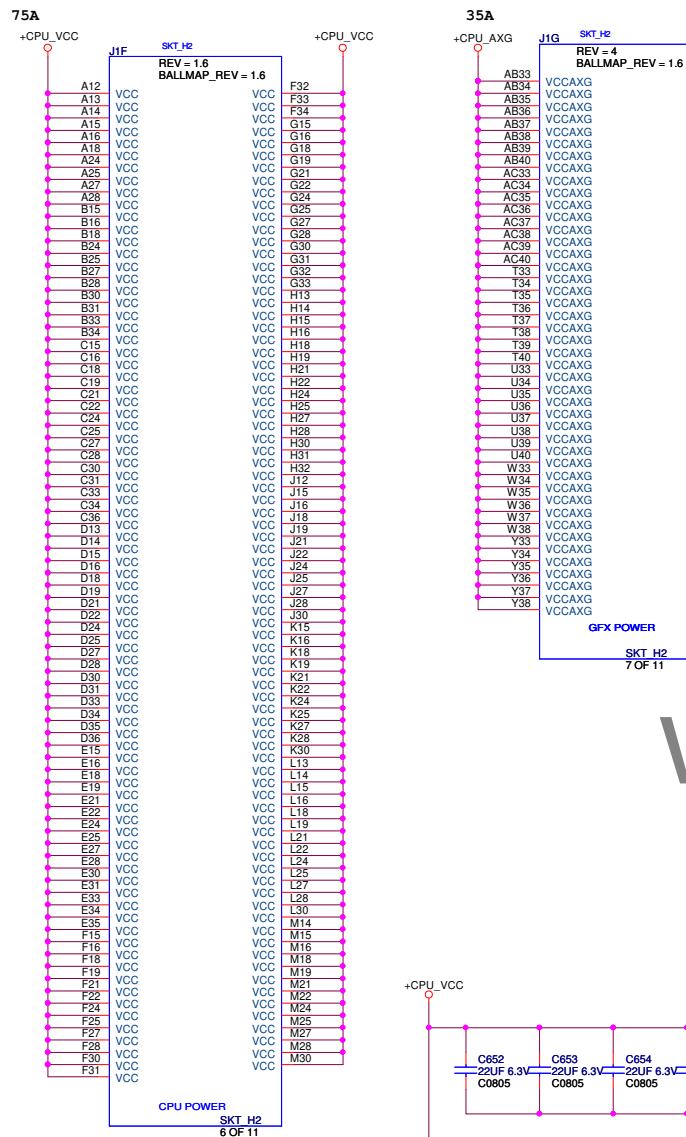 75A
+CPU_VCC
+CPU_VCC
J1F
SKT_H2
REV = 1.6
BALLMAP_REV = 1.6
A12 VCC VCC F32
A13 VCC VCC F33
A14 VCC VCC F34
A15 VCC VCC G15
A16 VCC VCC G16
A18 VCC VCC G18
A24 VCC VCC G19
A25 VCC VCC G21
A27 VCC VCC G22
A28 VCC VCC G24
B15 VCC VCC G25
B16 VCC VCC G27
B18 VCC VCC G28
B24 VCC VCC G30
B25 VCC VCC G31
B27 VCC VCC G32
B28 VCC VCC G33
B30 VCC VCC H13
B31 VCC VCC H14
B33 VCC VCC H15
B34 VCC VCC H16
C15 VCC VCC H18
C16 VCC VCC H19
C18 VCC VCC H21
C19 VCC VCC H22
C21 VCC VCC H24
C22 VCC VCC H25
C24 VCC VCC H27
C25 VCC VCC H28
C27 VCC VCC H30
C28 VCC VCC H31
C30 VCC VCC H32
C31 VCC VCC J12
C33 VCC VCC J15
C34 VCC VCC J16
C36 VCC VCC J18
D13 VCC VCC J19
D14 VCC VCC J21
D15 VCC VCC J22
D16 VCC VCC J24
D18 VCC VCC J25
D19 VCC VCC J27
D21 VCC VCC J28
D22 VCC VCC J30
D24 VCC VCC K15
D25 VCC VCC K16
D27 VCC VCC K18
D28 VCC VCC K19
D30 VCC VCC K21
D31 VCC VCC K22
D33 VCC VCC K24
D34 VCC VCC K25
D35 VCC VCC K27
D36 VCC VCC K28
E15 VCC VCC K30
E16 VCC VCC L13
E18 VCC VCC L14
E19 VCC VCC L15
E21 VCC VCC L16
E22 VCC VCC L18
E24 VCC VCC L19
E25 VCC VCC L21
E27 VCC VCC L22
E28 VCC VCC L24
E30 VCC VCC L25
E31 VCC VCC L27
E33 VCC VCC L28
E34 VCC VCC L30
E35 VCC VCC M14
F15 VCC VCC M15
F16 VCC VCC M16
F18 VCC VCC M18
F19 VCC VCC M19
F21 VCC VCC M21
F22 VCC VCC M22
F24 VCC VCC M24
F25 VCC VCC M25
F27 VCC VCC M27
F28 VCC VCC M28
F30 VCC VCC M30
F31 VCC
CPU POWER
SKT_H2
6 OF 11
35A
+CPU_AXG
J1G
SKT_H2
REV = 4
BALLMAP_REV = 1.6
AB33 VCCAXG
AB34 VCCAXG
AB35 VCCAXG
AB36 VCCAXG
AB37 VCCAXG
AB38 VCCAXG
AB39 VCCAXG
AB40 VCCAXG
AC33 VCCAXG
AC34 VCCAXG
AC35 VCCAXG
AC36 VCCAXG
AC37 VCCAXG
AC38 VCCAXG
AC39 VCCAXG
AC40 VCCAXG
T33 VCCAXG
T34 VCCAXG
T35 VCCAXG
T36 VCCAXG
T37 VCCAXG
T38 VCCAXG
T39 VCCAXG
T40 VCCAXG
U33 VCCAXG
U34 VCCAXG
U35 VCCAXG
U36 VCCAXG
U37 VCCAXG
U38 VCCAXG
U39 VCCAXG
U40 VCCAXG
W33 VCCAXG
W34 VCCAXG
W35 VCCAXG
W36 VCCAXG
W37 VCCAXG
W38 VCCAXG
Y33 VCCAXG
Y34 VCCAXG
Y35 VCCAXG
Y36 VCCAXG
Y37 VCCAXG
Y38 VCCAXG
GFX POWER
SKT_H2
7 OF 11
+CPU_VCC
C652
22UF 6.3V
C0805
C653
22UF 6.3V
C0805
C654
22UF 6.3V
C0805